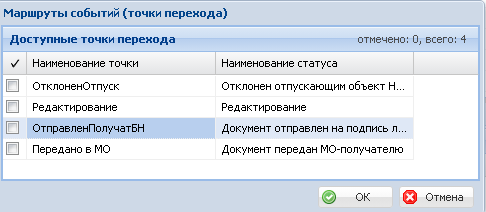 Маршруты событий (точки перехода)
Доступные точки перехода отмечено: 0, всего: 4
Наименование точки Наименование статуса
ОтклоненОтпуск Отклонен отпускающим объект Н...
Редактирование Редактирование
ОтправленПолучатБН Документ отправлен на подпись л...
Передано в МО Документ передан МО-получателю
ОК Отмена